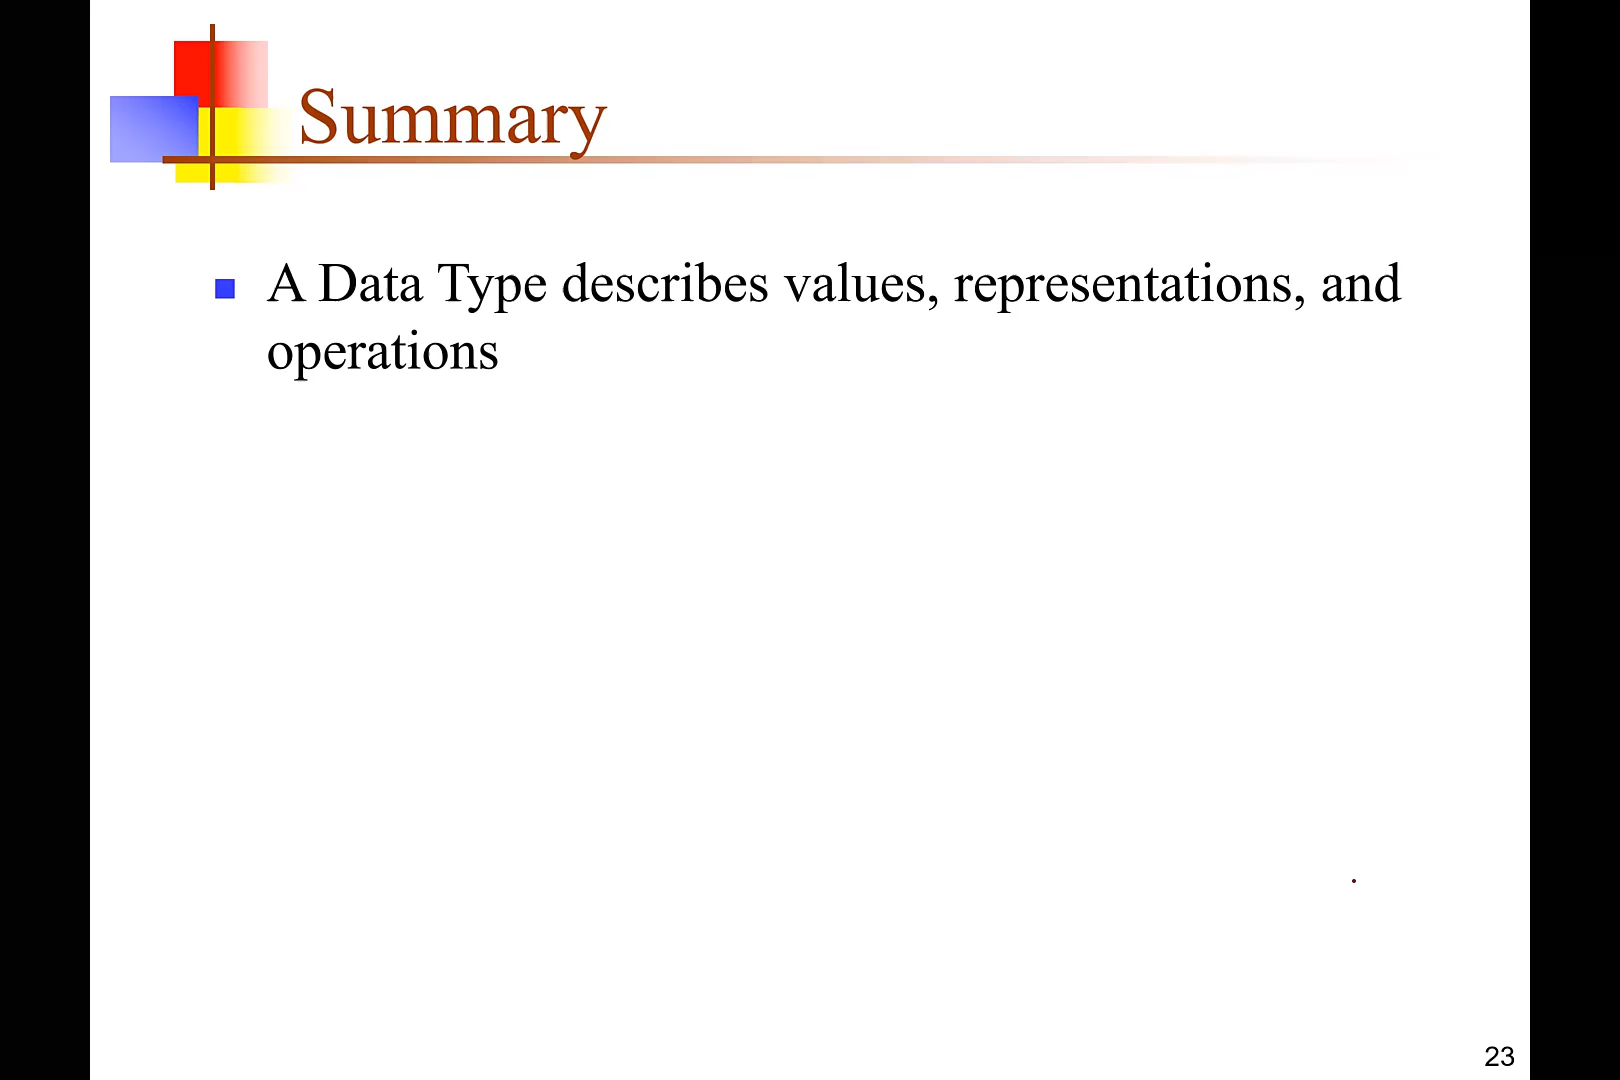 Summary
A Data Type describes values, representations, and
operations
23